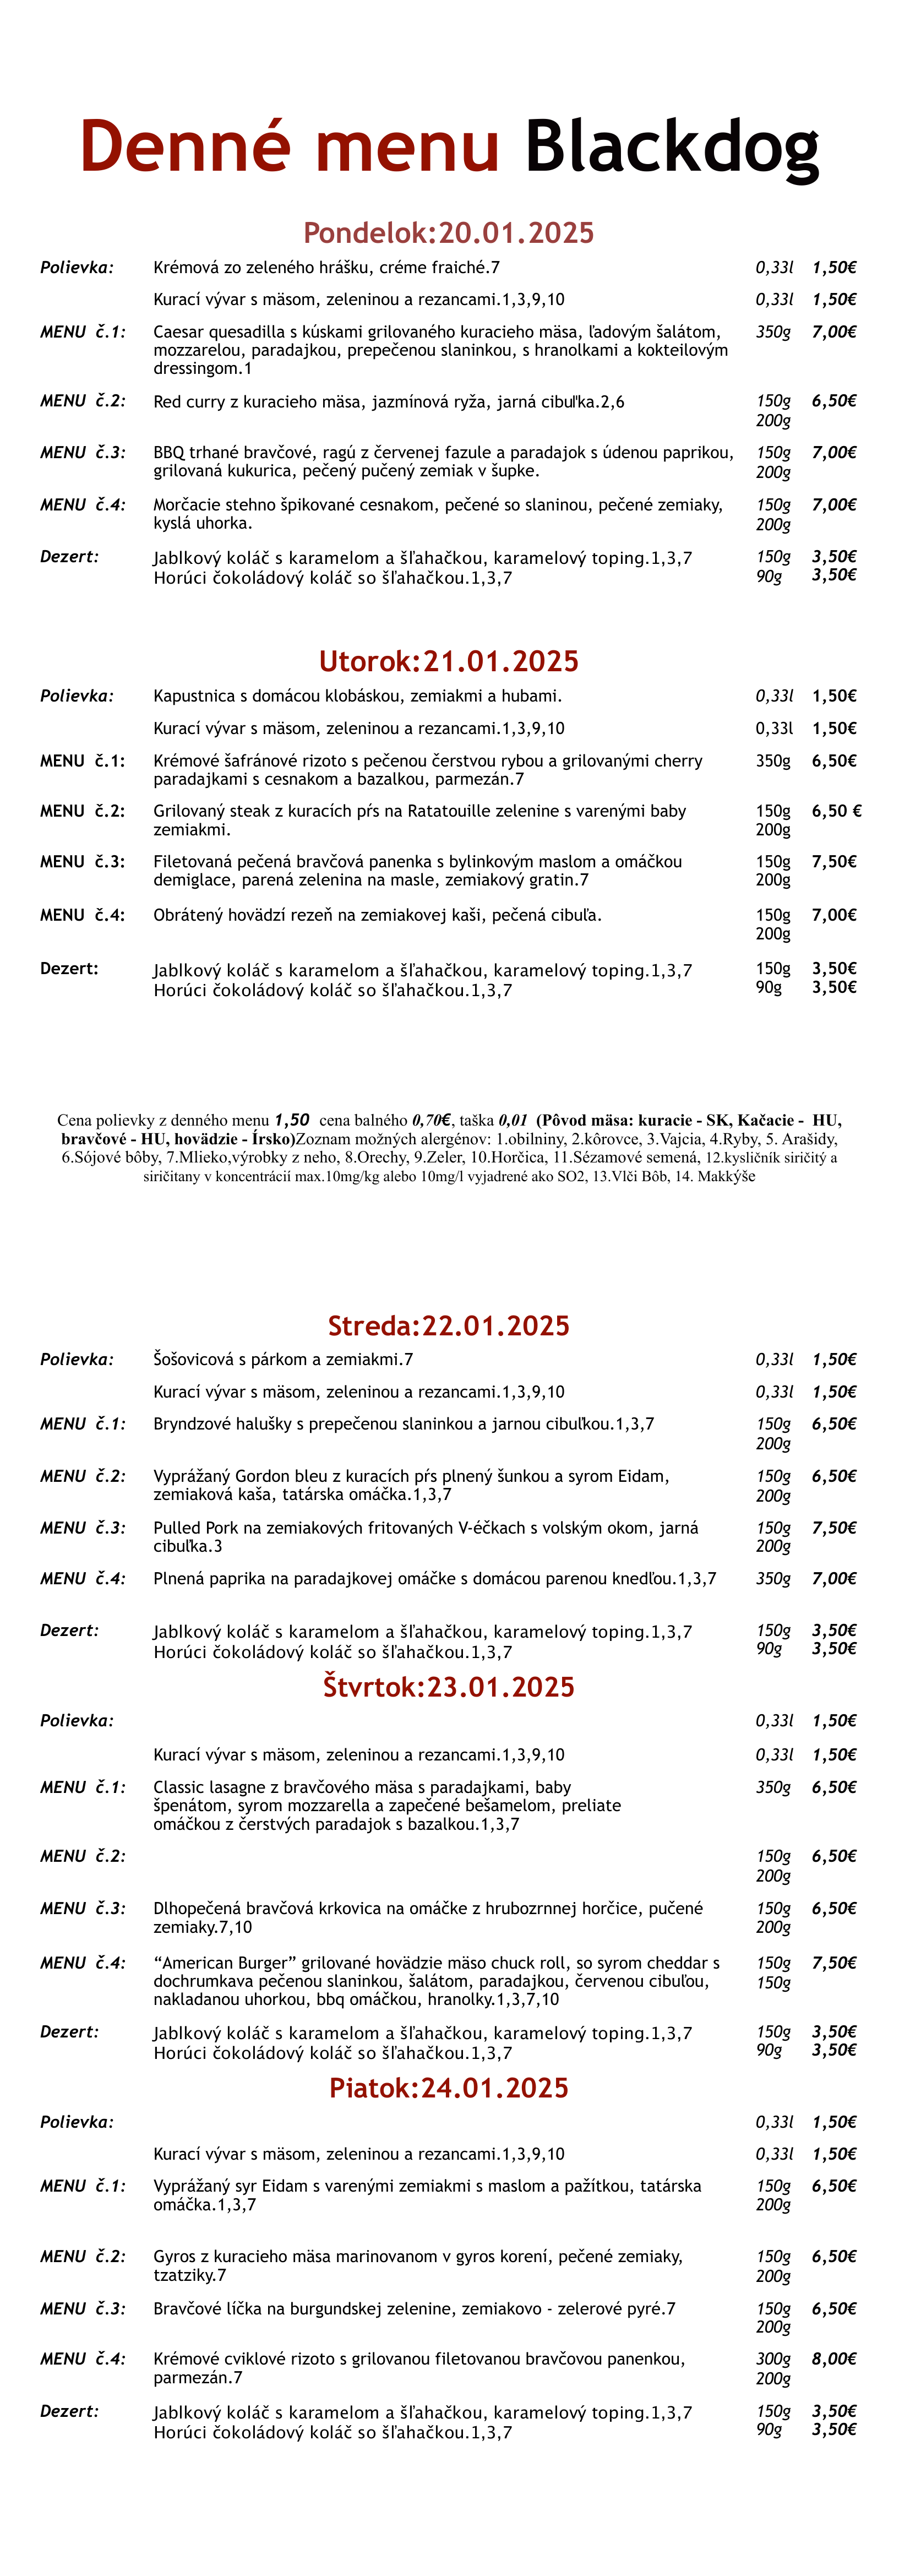 Denné menu Blackdog
Pondelok:20.01.2025
Polievka: Krémová zo zeleného hrášku, créme fraiché.7 0,33l 1,50€
Kurací vývar s mäsom, zeleninou a rezancami.1,3,9,10 0,33l 1,50€
MENU č.1: Caesar quesadilla s kúskami grilovaného kuracieho mäsa, ľadovým šalátom, 350g 7,00€
mozzarelou, paradajkou, prepečenou slaninkou, s hranolkami a kokteilovým
dressingom.1
MENU č.2: Red curry z kuracieho mäsa, jazmínová ryža, jarná cibuľka.2,6 150g 6,50€
200g
MENU č.3: BBQ trhané bravčové, ragú z červenej fazule a paradajok s údenou paprikou, 150g 7,00€
grilovaná kukurica, pečený pučený zemiak v šupke. 200g
MENU č.4: Morčacie stehno špikované cesnakom, pečené so slaninou, pečené zemiaky, 150g 7,00€
kyslá uhorka. 200g
Dezert: Jablkový koláč s karamelom a šľahačkou, karamelový toping.1,3,7 150g 3,50€
Horúci čokoládový koláč so šľahačkou.1,3,7 90g 3,50€
Utorok:21.01.2025
Polievka: Kapustnica s domácou klobáskou, zemiakmi a hubami. 0,33l 1,50€
Kurací vývar s mäsom, zeleninou a rezancami.1,3,9,10 0,33l 1,50€
MENU č.1: Krémové šafránové rizoto s pečenou čerstvou rybou a grilovanými cherry 350g 6,50€
paradajkami s cesnakom a bazalkou, parmezán.7
MENU č.2: Grilovaný steak z kuracích pŕs na Ratatouille zelenine s varenými baby 150g 6,50 €
zemiakmi. 200g
MENU č.3: Filetovaná pečená bravčová panenka s bylinkovým maslom a omáčkou 150g 7,50€
demiglace, parená zelenina na masle, zemiakový gratin.7 200g
MENU č.4: Obrátený hovädzí rezeň na zemiakovej kaši, pečená cibuľa. 150g 7,00€
200g
Dezert: Jablkový koláč s karamelom a šľahačkou, karamelový toping.1,3,7 150g 3,50€
Horúci čokoládový koláč so šľahačkou.1,3,7 90g 3,50€
Cena polievky z denného menu 1,50 cena balného 0,70€, taška 0,01 (Pôvod mäsa: kuracie - SK, Kačacie - HU,
bravčové - HU, hovädzie - Írsko)Zoznam možných alergénov: 1.obilniny, 2.kôrovce, 3.Vajcia, 4.Ryby, 5. Arašidy,
6.Sójové bôby, 7.Mlieko,výrobky z neho, 8.Orechy, 9.Zeler, 10.Horčica, 11.Sézamové semená, 12.kysličník siričitý a
siričitany v koncentrácií max.10mg/kg alebo 10mg/l vyjadrené ako SO2, 13.Vlči Bôb, 14. Makkýše
Streda:22.01.2025
Polievka: Šošovicová s párkom a zemiakmi.7 0,33l 1,50€
Kurací vývar s mäsom, zeleninou a rezancami.1,3,9,10 0,33l 1,50€
MENU č.1: Bryndzové halušky s prepečenou slaninkou a jarnou cibuľkou.1,3,7 150g 6,50€
200g
MENU č.2: Vyprážaný Gordon bleu z kuracích pŕs plnený šunkou a syrom Eidam, 150g 6,50€
zemiaková kaša, tatárska omáčka.1,3,7 200g
MENU č.3: Pulled Pork na zemiakových fritovaných V-éčkach s volským okom, jarná 150g 7,50€
cibuľka.3 200g
MENU č.4: Plnená paprika na paradajkovej omáčke s domácou parenou knedľou.1,3,7 350g 7,00€
Dezert: Jablkový koláč s karamelom a šľahačkou, karamelový toping.1,3,7 150g 3,50€
Horúci čokoládový koláč so šľahačkou.1,3,7 90g 3,50€
Štvrtok:23.01.2025
Polievka: 0,33l 1,50€
Kurací vývar s mäsom, zeleninou a rezancami.1,3,9,10 0,33l 1,50€
MENU č.1: Classic lasagne z bravčového mäsa s paradajkami, baby 350g 6,50€
špenátom, syrom mozzarella a zapečené bešamelom, preliate
omáčkou z čerstvých paradajok s bazalkou.1,3,7
MENU č.2: 150g 6,50€
200g
MENU č.3: Dlhopečená bravčová krkovica na omáčke z hrubozrnnej horčice, pučené 150g 6,50€
zemiaky.7,10 200g
MENU č.4: “American Burger” grilované hovädzie mäso chuck roll, so syrom cheddar s 150g 7,50€
dochrumkava pečenou slaninkou, šalátom, paradajkou, červenou cibuľou, 150g
nakladanou uhorkou, bbq omáčkou, hranolky.1,3,7,10
Dezert: Jablkový koláč s karamelom a šľahačkou, karamelový toping.1,3,7 150g 3,50€
Horúci čokoládový koláč so šľahačkou.1,3,7 90g 3,50€
Piatok:24.01.2025
Polievka: 0,33l 1,50€
Kurací vývar s mäsom, zeleninou a rezancami.1,3,9,10 0,33l 1,50€
MENU č.1: Vyprážaný syr Eidam s varenými zemiakmi s maslom a pažítkou, tatárska 150g 6,50€
omáčka.1,3,7 200g
MENU č.2: Gyros z kuracieho mäsa marinovanom v gyros korení, pečené zemiaky, 150g 6,50€
tzatziky.7 200g
MENU č.3: Bravčové líčka na burgundskej zelenine, zemiakovo - zelerové pyré.7 150g 6,50€
200g
MENU č.4: Krémové cviklové rizoto s grilovanou filetovanou bravčovou panenkou, 300g 8,00€
parmezán.7 200g
Dezert: Jablkový koláč s karamelom a šľahačkou, karamelový toping.1,3,7 150g 3,50€
Horúci čokoládový koláč so šľahačkou.1,3,7 90g 3,50€